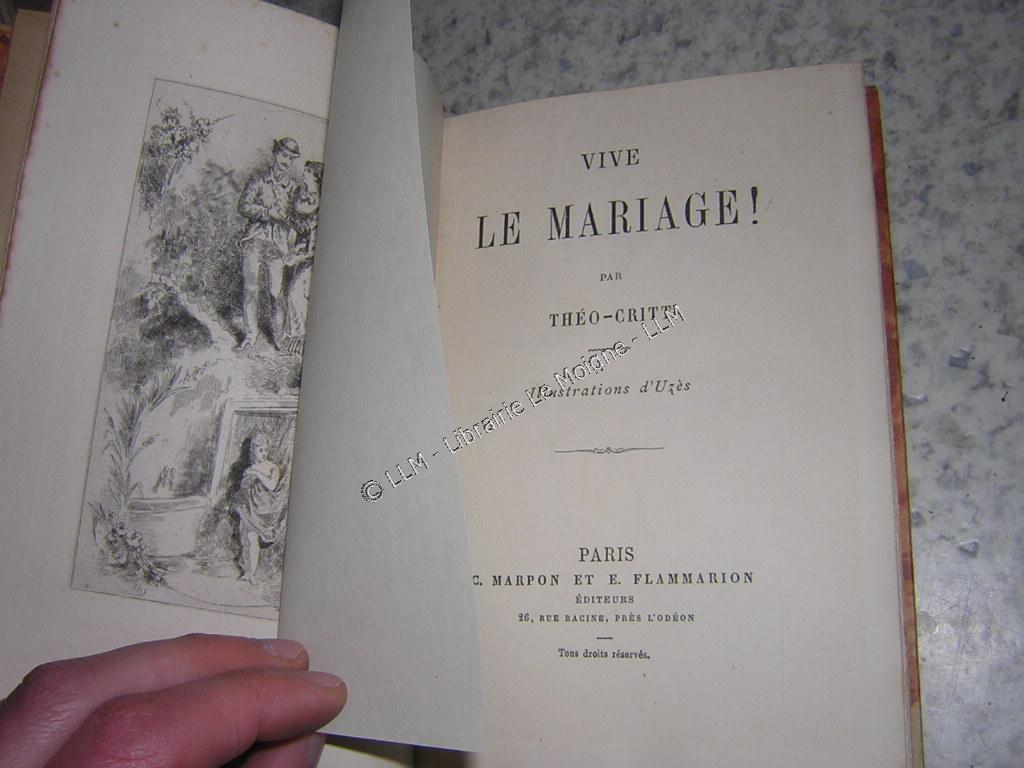 VIVE
LE MARIAGE!
PAR
THÉO-CRITT
Illustrations d'Uzès
© LLM - Librairie Le Moigne - LLM
PARIS
C. MARPON ET E. FLAMMARION
ÉDITEURS
26, RUE RACINE, PRÈS L'ODÉON
Tous droits réservés.